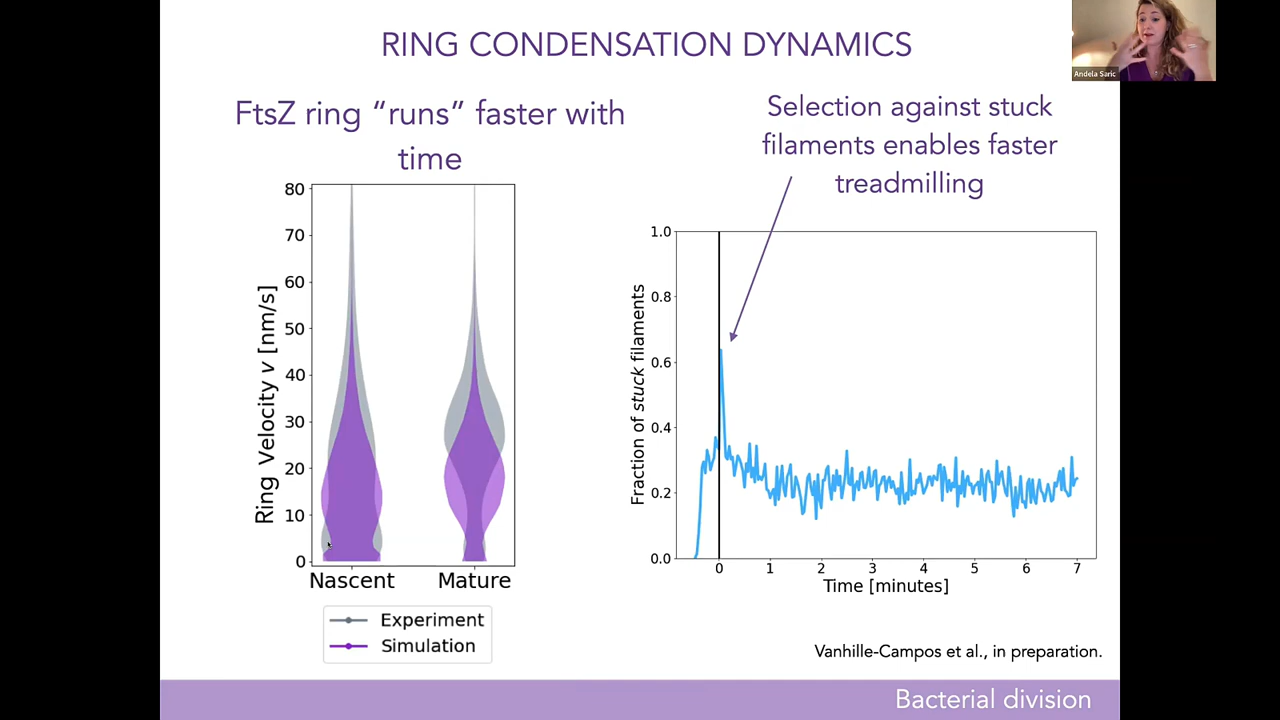 RING CONDENSATION DYNAMICS
Andela Saric
FtsZ ring “runs” faster with
time
Selection against stuck
filaments enables faster
treadmilling
80
70
60
50
40
30
20
10
0
Ring Velocity v [nm/s]
Nascent
Mature
Experiment
Simulation
1.0
0.8
0.6
0.4
0.2
0.0
Fraction of stuck filaments
0 1 2 3 4 5 6 7
Time [minutes]
Vanhille-Campos et al., in preparation.
Bacterial division